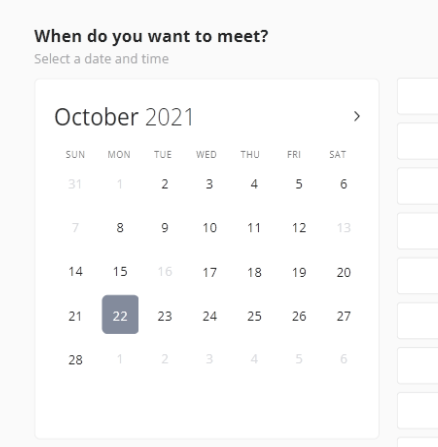 When do you want to meet?
Select a date and time
October 2021
SUN MON TUE WED THU FRI SAT
31 1 2 3 4 5 6
7 8 9 10 11 12 13
14 15 16 17 18 19 20
21 22 23 24 25 26 27
28 1 2 3 4 5 6